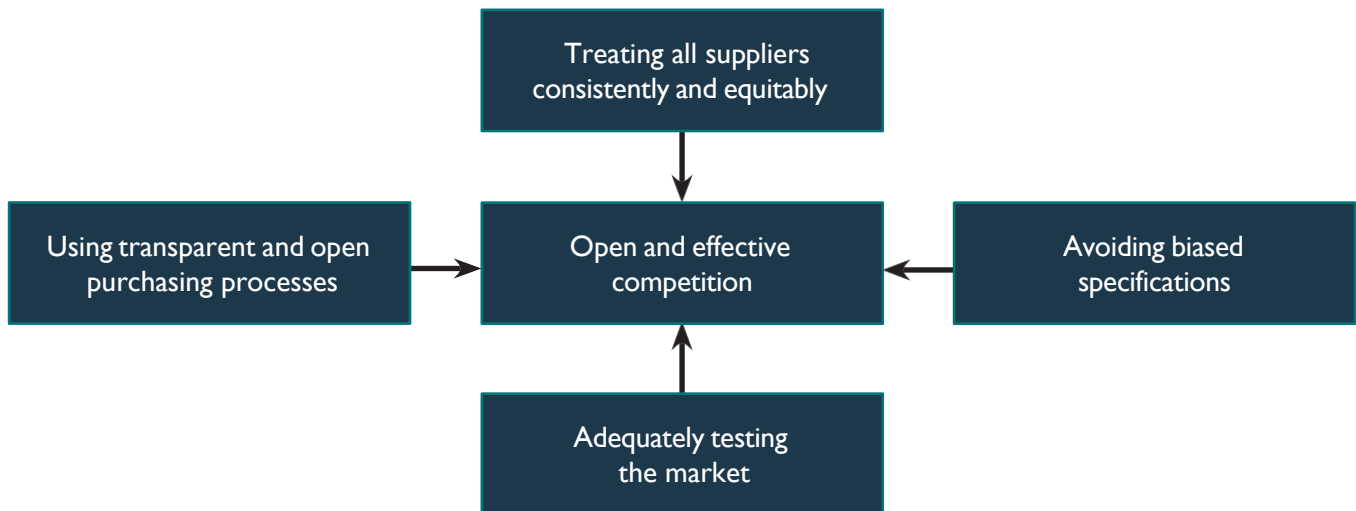 Treating all suppliers
consistently and equitably
Using transparent and open
purchasing processes
Open and effective
competition
Avoiding biased
specifications
Adequately testing
the market